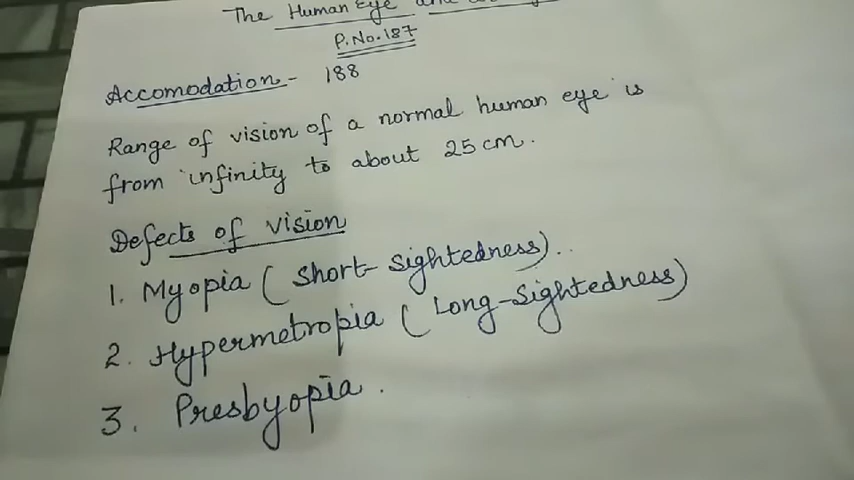 The Human Eye and
P.No.187
Accomodation - 188
Range of vision of a normal human eye is
from infinity to about 25 cm.
Defects of vision
1. Myopia (Short-Sightedness).
2. Hypermetropia (Long-Sightedness)
3. Presbyopia.